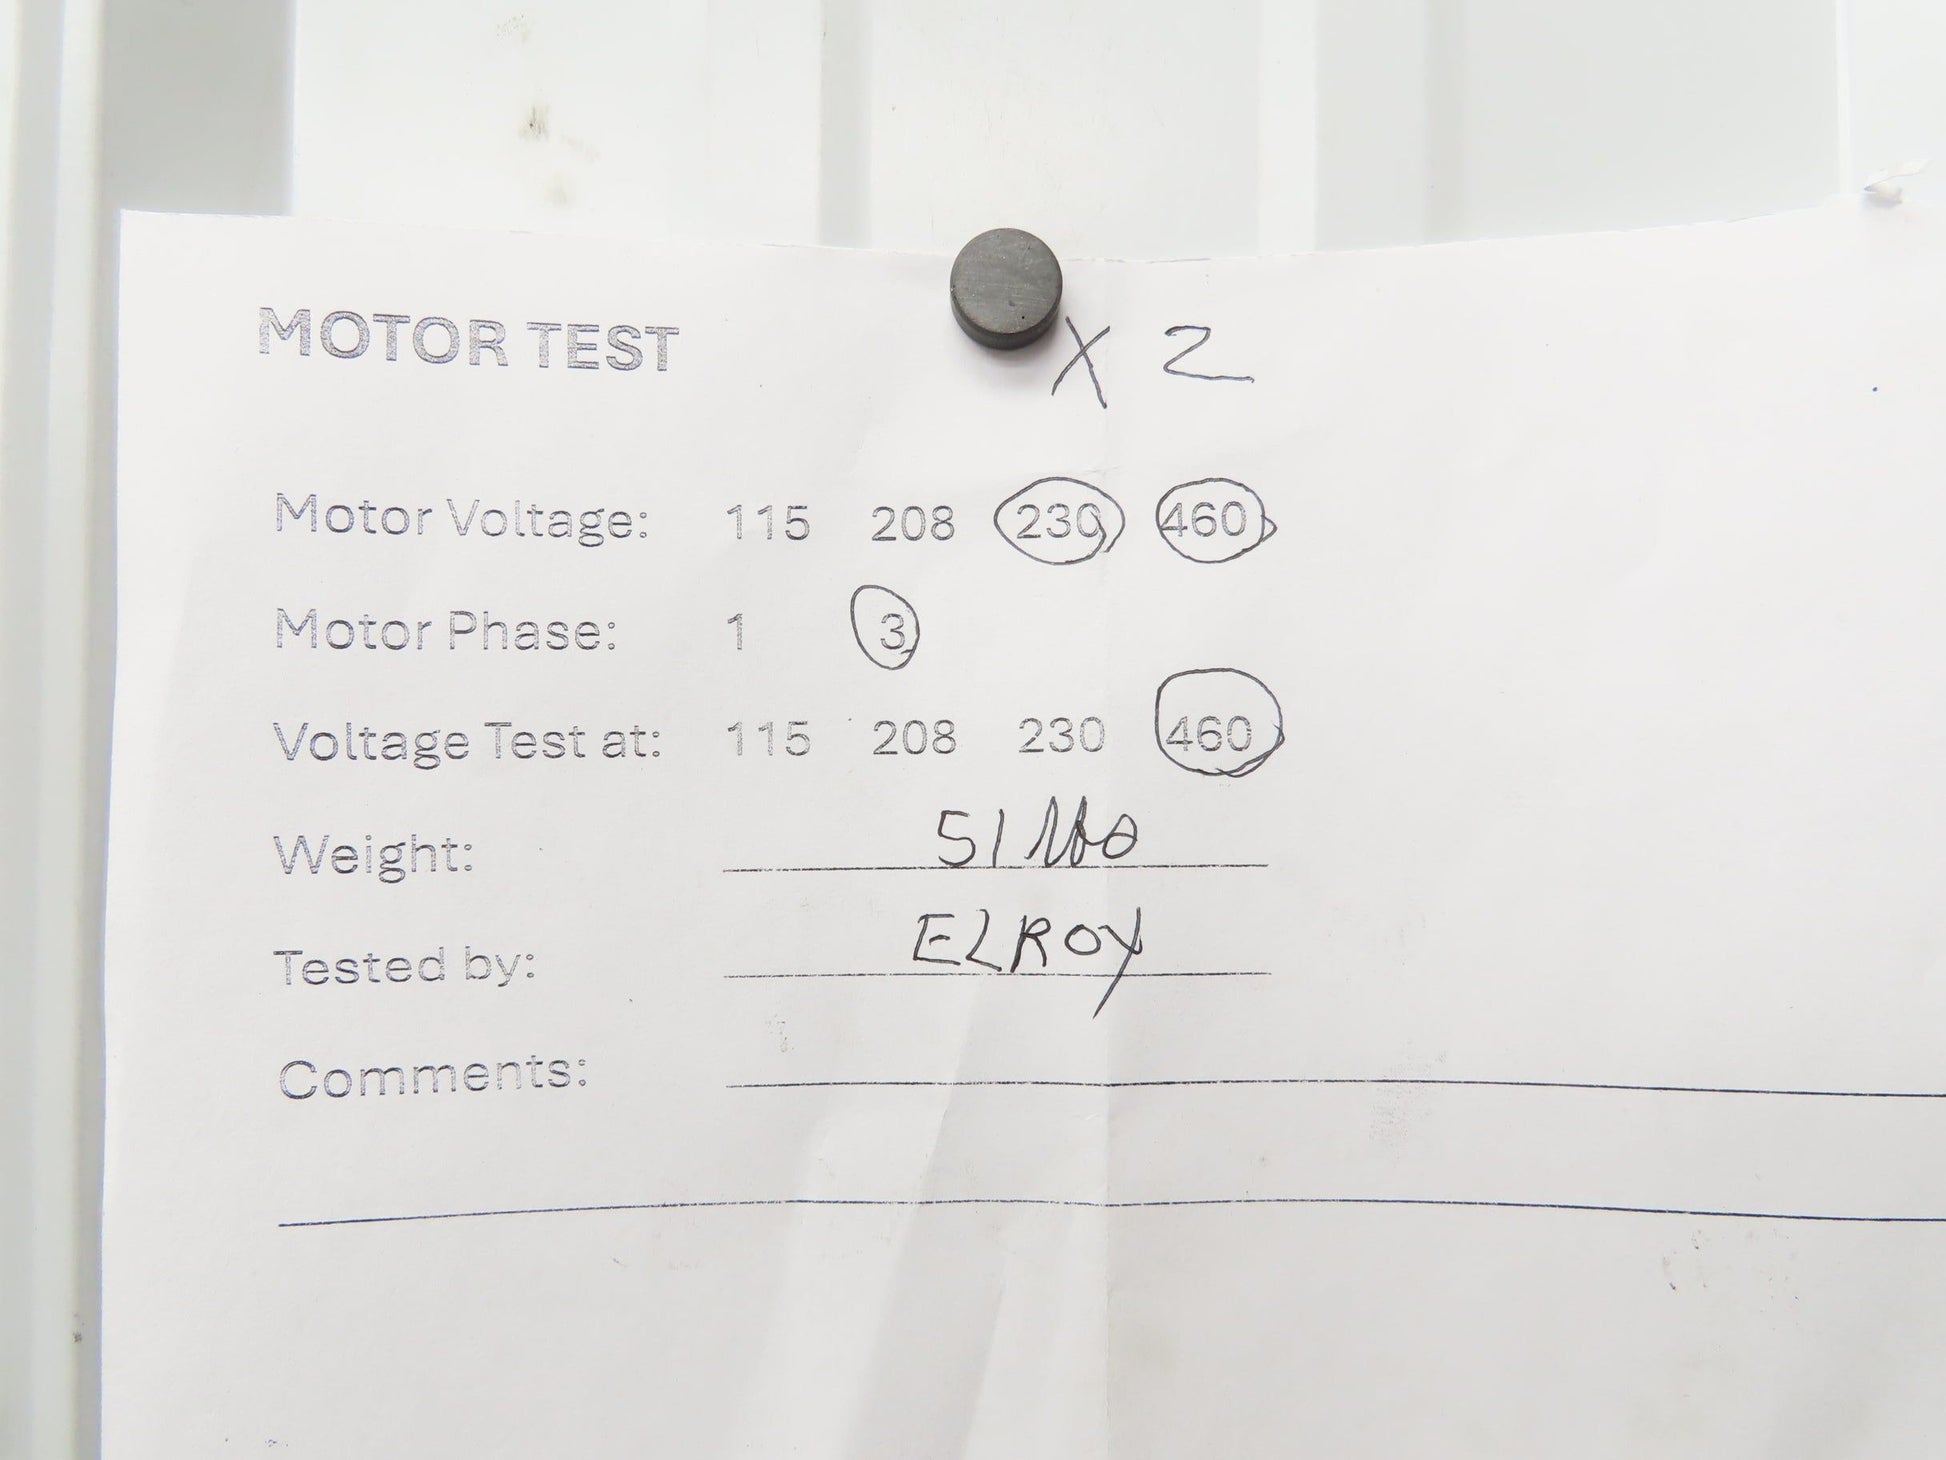 MOTOR TEST X 2
Motor Voltage: 115 208 230 460
Motor Phase: 1 3
Voltage Test at: 115 208 230 460
Weight: 51
Tested by: ELROY
Comments: